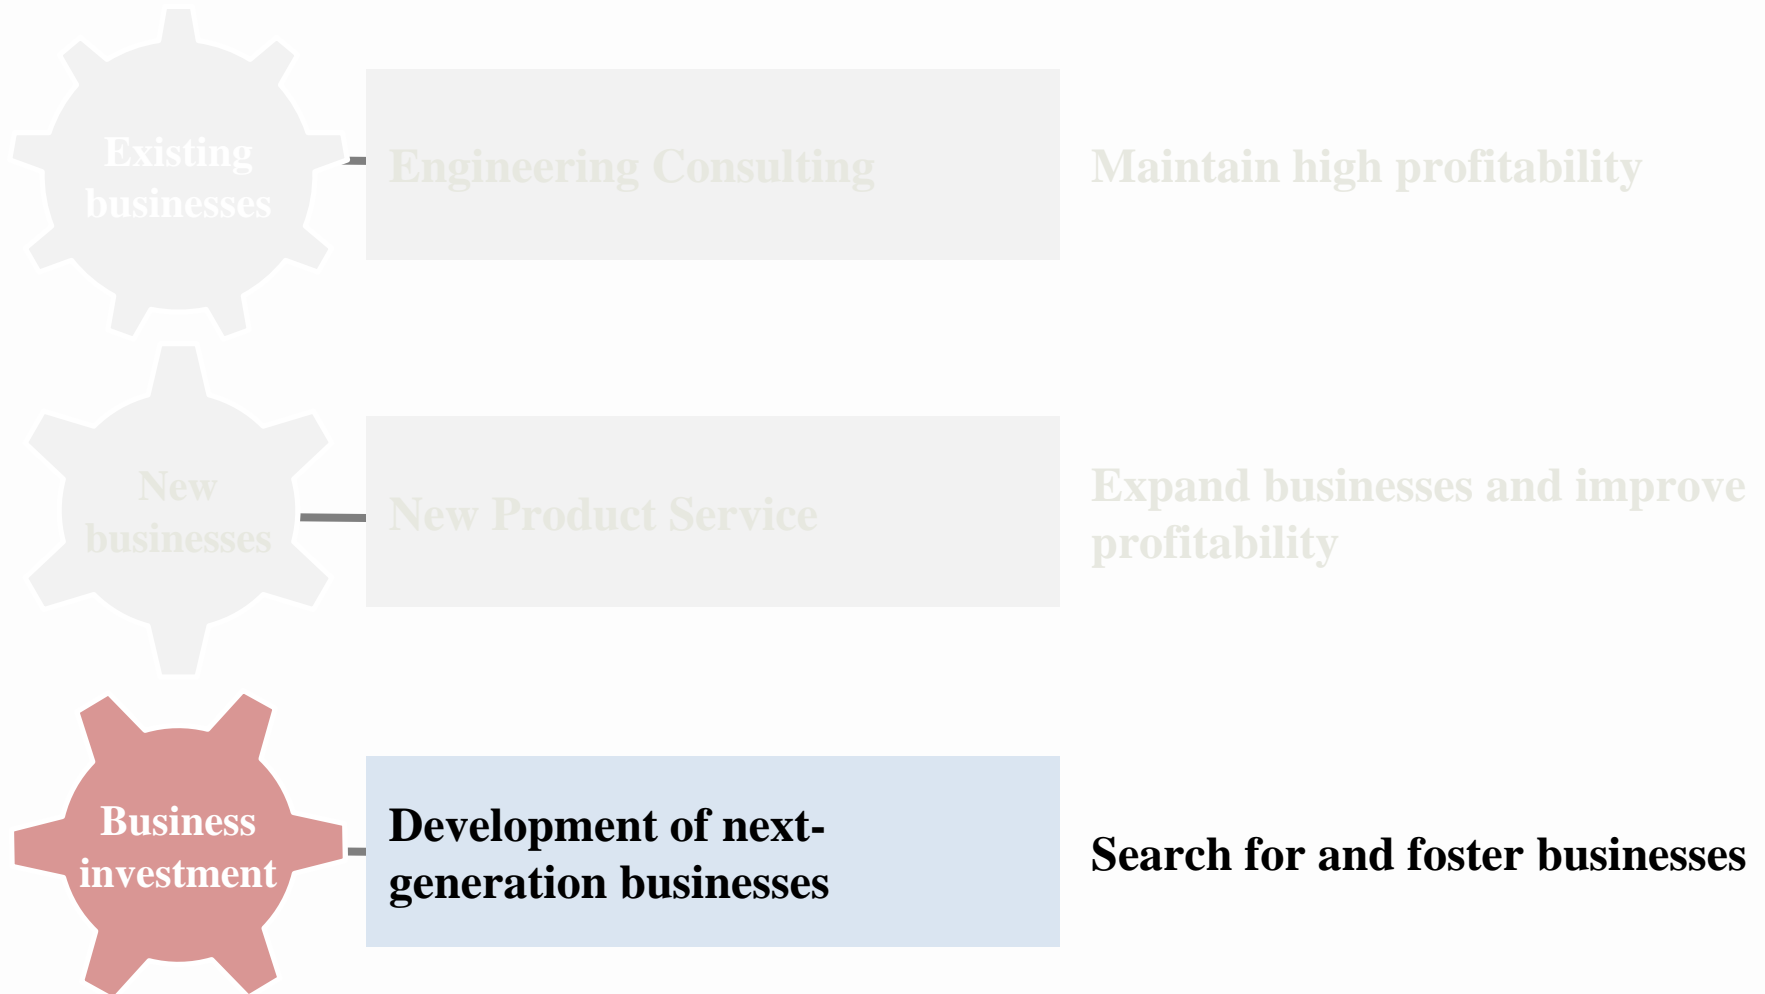 Existing
businesses
Engineering Consulting
Maintain high profitability
New
businesses
New Product Service
Expand businesses and improve
profitability
Business
investment
Development of next-
generation businesses
Search for and foster businesses